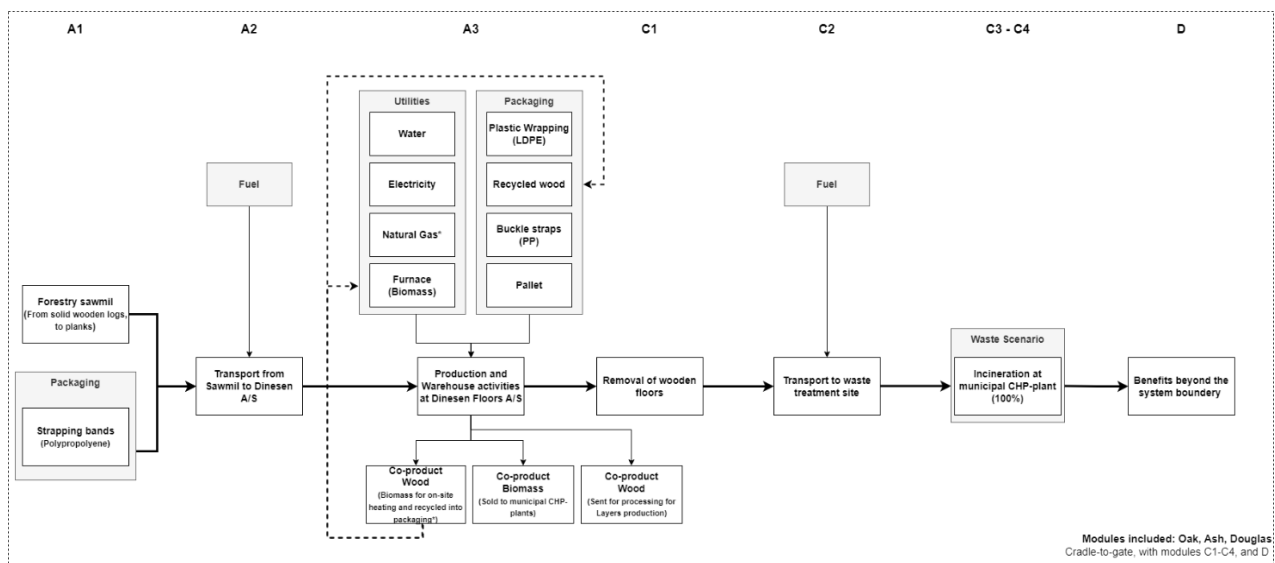 A1
A2
A3
C1
C2
C3 - C4
D
Utilities
Water
Electricity
Natural Gas*
Furnace
(Biomass)
Packaging
Plastic Wrapping
(LDPE)
Recycled wood
Buckle straps
(PP)
Pallet
Fuel
Fuel
Forestry sawmil
(From solid wooden logs,
to planks)
Packaging
Strapping bands
(Polypropolyene)
Transport from
Sawmil to Dinesen
A/S
Production and
Warehouse activities
at Dinesen Floors A/S
Removal of wooden
floors
Transport to waste
treatment site
Waste Scenario
Incineration at
municipal CHP-plant
(100%)
Benefits beyond the
system boundery
Co-product
Wood
(Biomass for on-site
heating and recycled into
packaging*)
Co-product
Biomass
(Sold to municipal CHP-
plants)
Co-product
Wood
(Sent for processing for
Layers production)
Modules included: Oak, Ash, Douglas
Cradle-to-gate, with modules C1-C4, and D